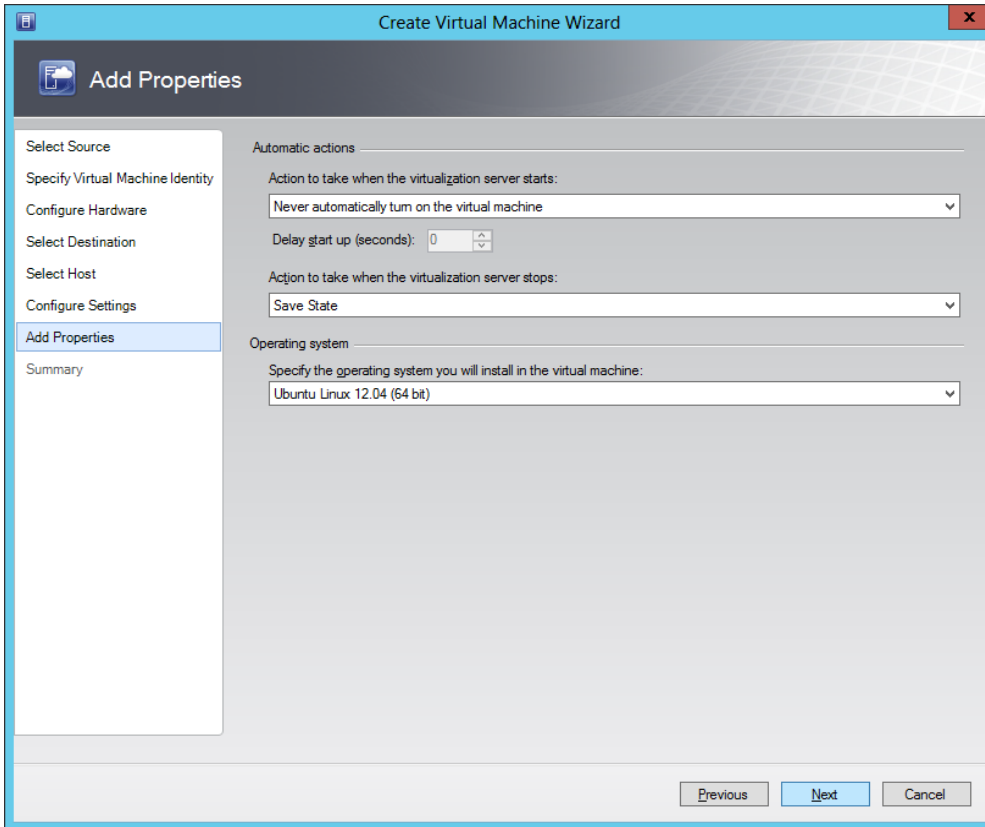 Create Virtual Machine Wizard
x
Add Properties
Select Source
Specify Virtual Machine Identity
Configure Hardware
Select Destination
Select Host
Configure Settings
Add Properties
Summary
Automatic actions
Action to take when the virtualization server starts:
Never automatically turn on the virtual machine
Delay start up (seconds): 0
Action to take when the virtualization server stops:
Save State
Operating system
Specify the operating system you will install in the virtual machine:
Ubuntu Linux 12.04 (64 bit)
Previous Next Cancel